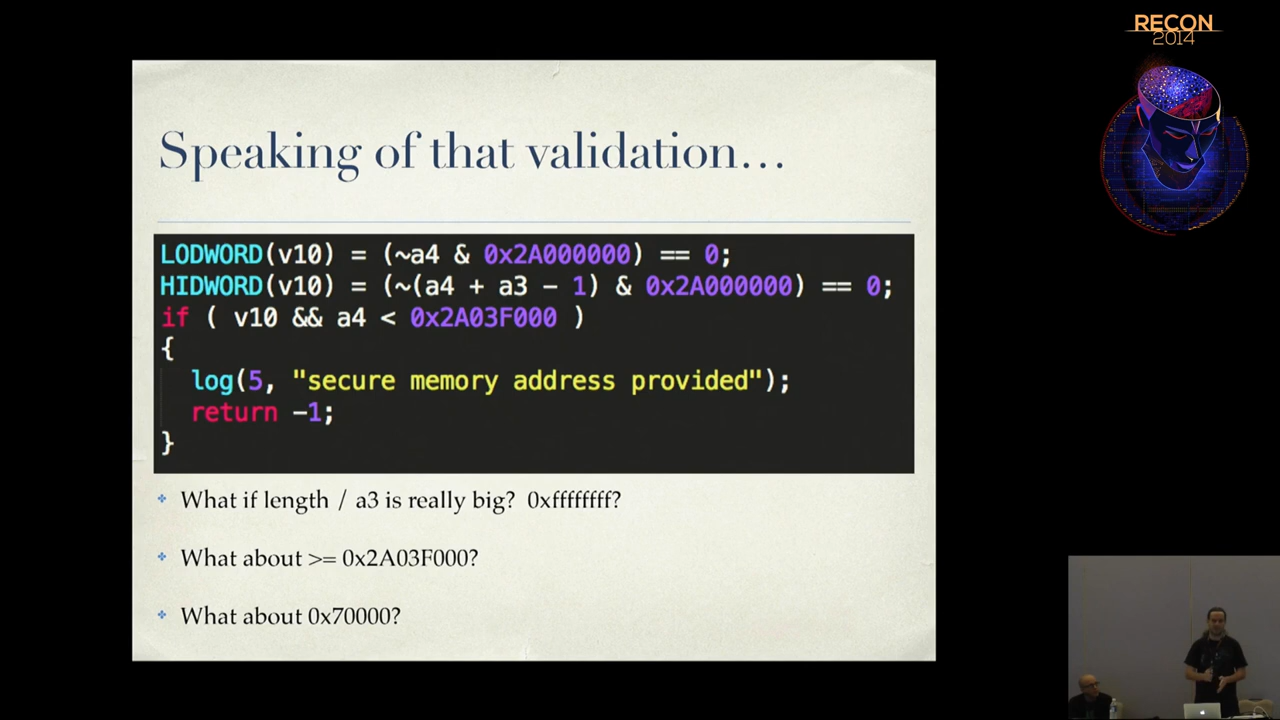 RECON
2014
Speaking of that validation…
LODWORD(v10) = (~a4 & 0x2A000000) == 0;
HIDWORD(v10) = (~(a4 + a3 - 1) & 0x2A000000) == 0;
if ( v10 && a4 < 0x2A03F000 )
{
log(5, "secure memory address provided");
return -1;
}
What if length / a3 is really big? 0xffffffff?
What about >= 0x2A03F000?
What about 0x70000?